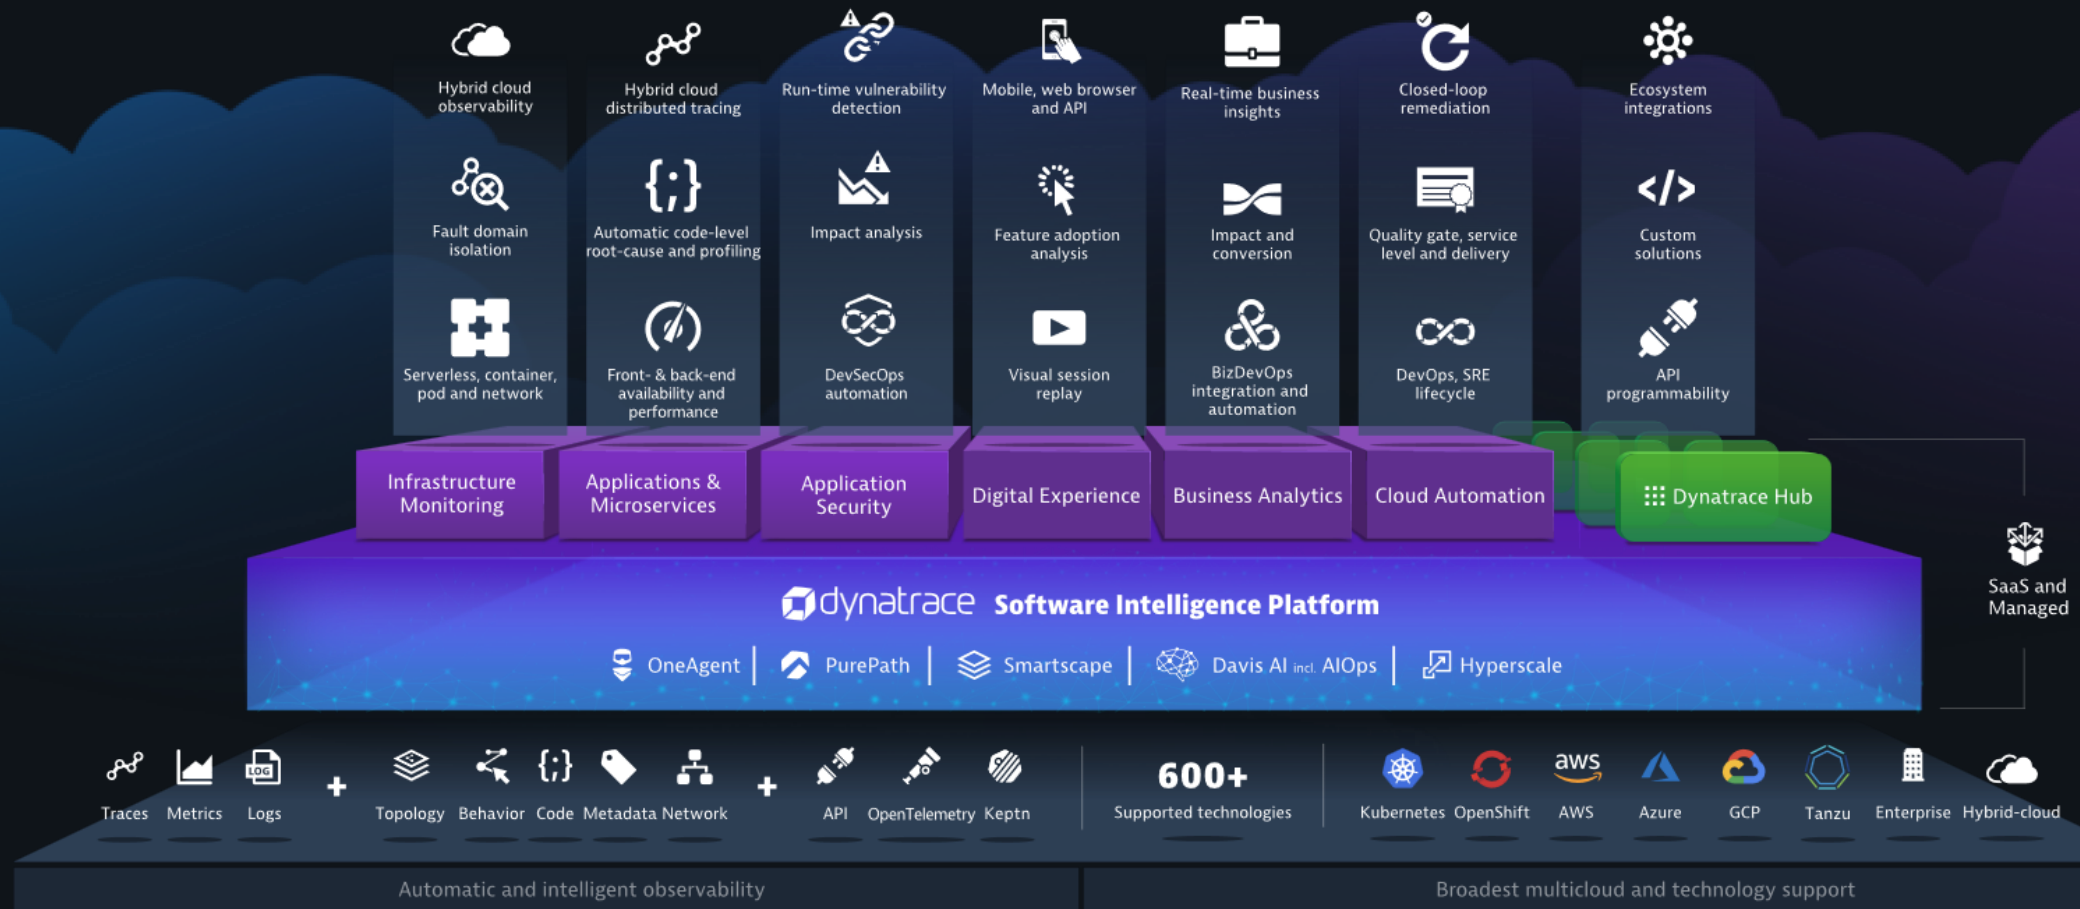 Hybrid cloud
observability
Hybrid cloud
distributed tracing
Run-time vulnerability
detection
Mobile, web browser
and API
Real-time business
insights
Closed-loop
remediation
Ecosystem
integrations
Fault domain
isolation
Automatic code-level
root-cause and profiling
Impact analysis
Feature adoption
analysis
Impact and
conversion
Quality gate, service
level and delivery
Custom
solutions
Serverless, container,
pod and network
Front- & back-end
availability and
performance
DevSecOps
automation
Visual session
replay
BizDevOps
integration and
automation
DevOps, SRE
lifecycle
API
programmability
Infrastructure
Monitoring
Applications &
Microservices
Application
Security
Digital Experience
Business Analytics
Cloud Automation
Dynatrace Hub
SaaS and
Managed
dynatrace Software Intelligence Platform
OneAgent
PurePath
Smartscape
Davis AI incl. AIOps
Hyperscale
LOG
Traces
Metrics
Logs
Topology
Behavior
Code
Metadata
Network
API
OpenTelemetry
Keptn
600+
Supported technologies
aws
Kubernetes
OpenShift
AWS
Azure
GCP
Tanzu
Enterprise
Hybrid-cloud
Automatic and intelligent observability
Broadest multicloud and technology support